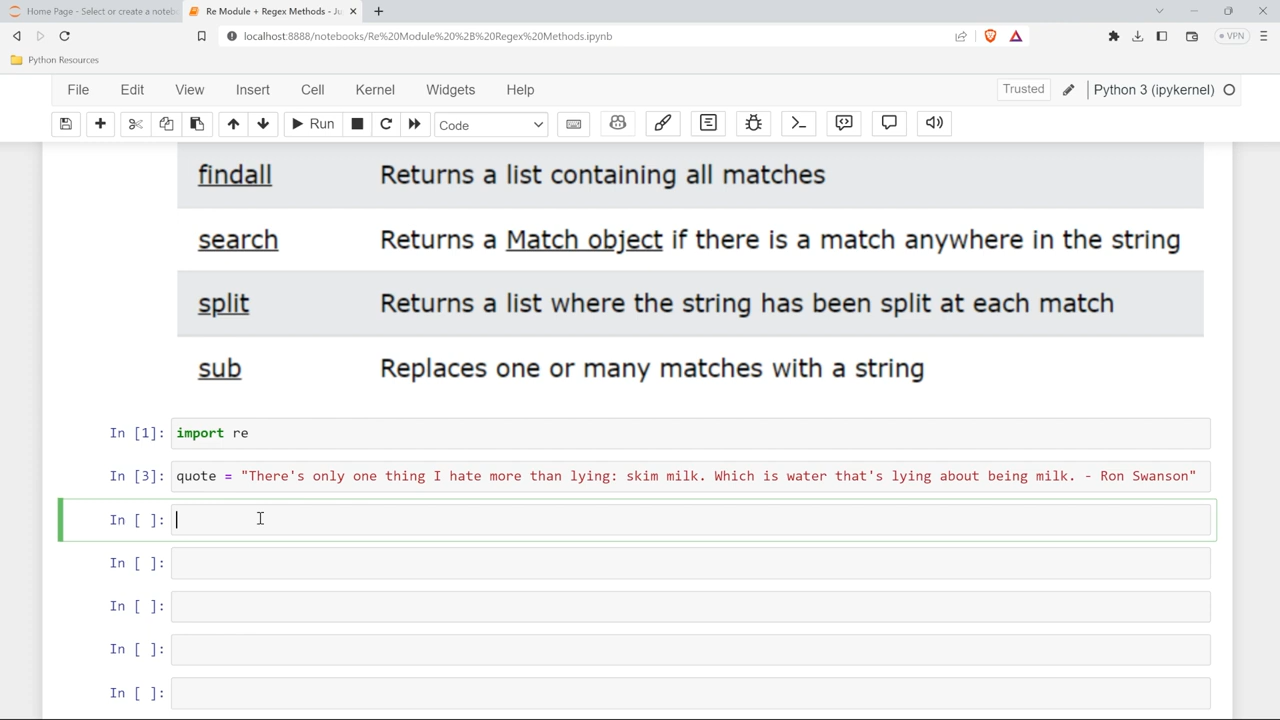 Home Page - Select or create a noteb
Re Module + Regex Methods - Ju
localhost:8888/notebooks/Re%20Module%20%2B%20Regex%20Methods.ipynb
VPN
Python Resources
File Edit View Insert Cell Kernel Widgets Help
Trusted
Python 3 (ipykernel)
Run
Code
findall Returns a list containing all matches
search Returns a Match object if there is a match anywhere in the string
split Returns a list where the string has been split at each match
sub Replaces one or many matches with a string
In [1]: import re
In [3]: quote = "There's only one thing I hate more than lying: skim milk. Which is water that's lying about being milk. - Ron Swanson"
In [ ]:
In [ ]:
In [ ]:
In [ ]:
In [ ]: